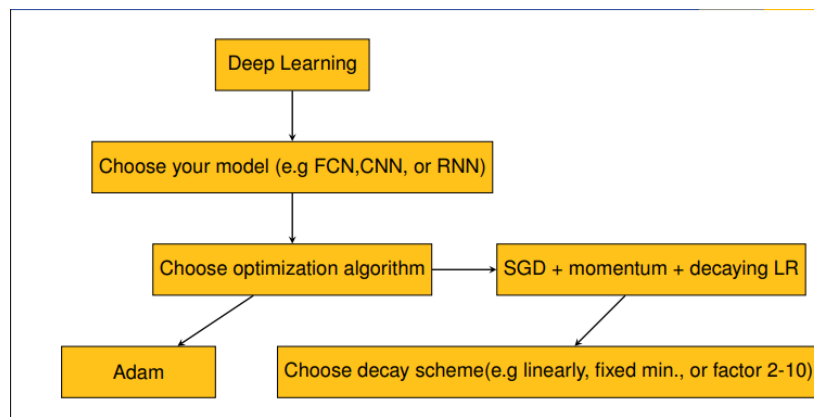 Deep Learning
Choose your model (e.g FCN,CNN, or RNN)
Choose optimization algorithm
SGD + momentum + decaying LR
Adam
Choose decay scheme(e.g linearly, fixed min., or factor 2-10)